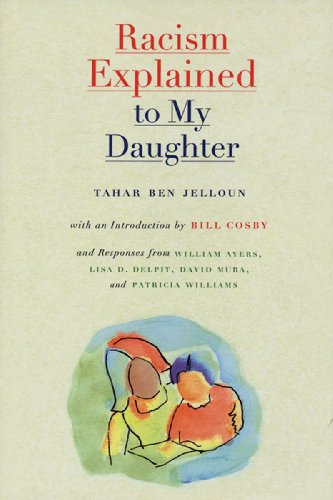 Racism
Explained
to My
Daughter
TAHAR BEN JELLOUN
with an Introduction by BILL COSBY
and Responses from WILLIAM AYERS,
LISA D. DELPIT, DAVID MURA,
and PATRICIA WILLIAMS